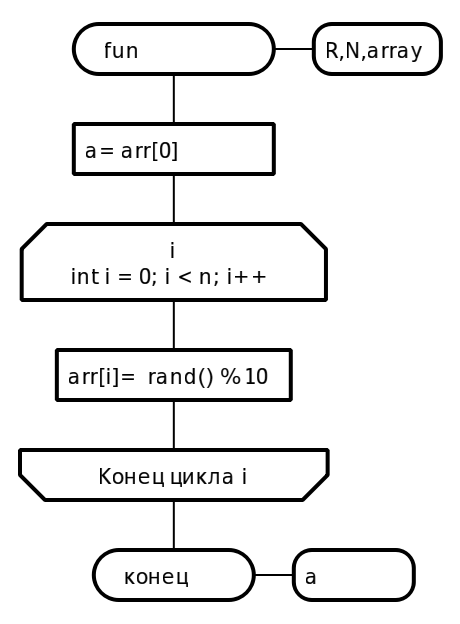 fun
R,N,array
a= arr[0]
i
int i = 0; i < n; i++
arr[i]= rand() %10
Конец цикла i
конец
a